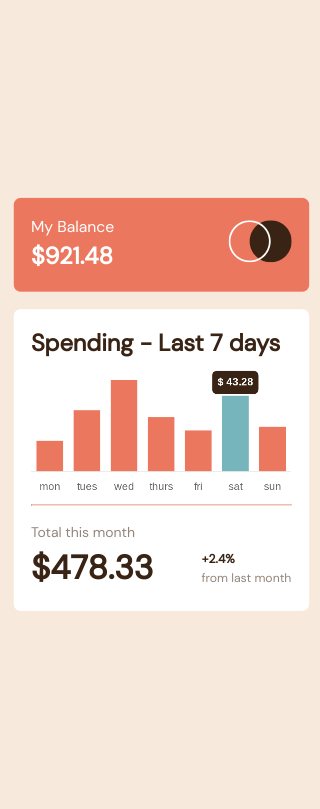 My Balance
$921.48
Spending - Last 7 days
$ 43.28
mon tues wed thurs fri sat sun
Total this month
$478.33
+2.4%
from last month